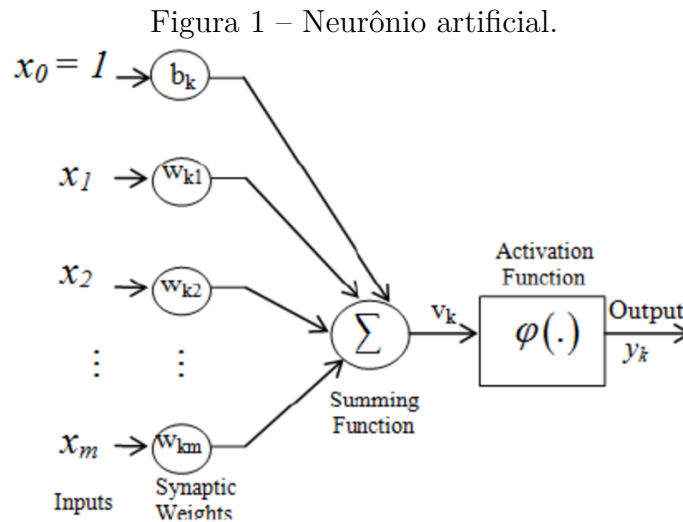 Figura 1 – Neurônio artificial.
x₀ = 1
bₖ
x₁
wₖ₁
x₂
wₖ₂
⋮
⋮
xₘ
wₖₘ
Inputs
Synaptic
Weights
∑
Summing
Function
vₖ
Activation
Function
φ(.)
Output
yₖ